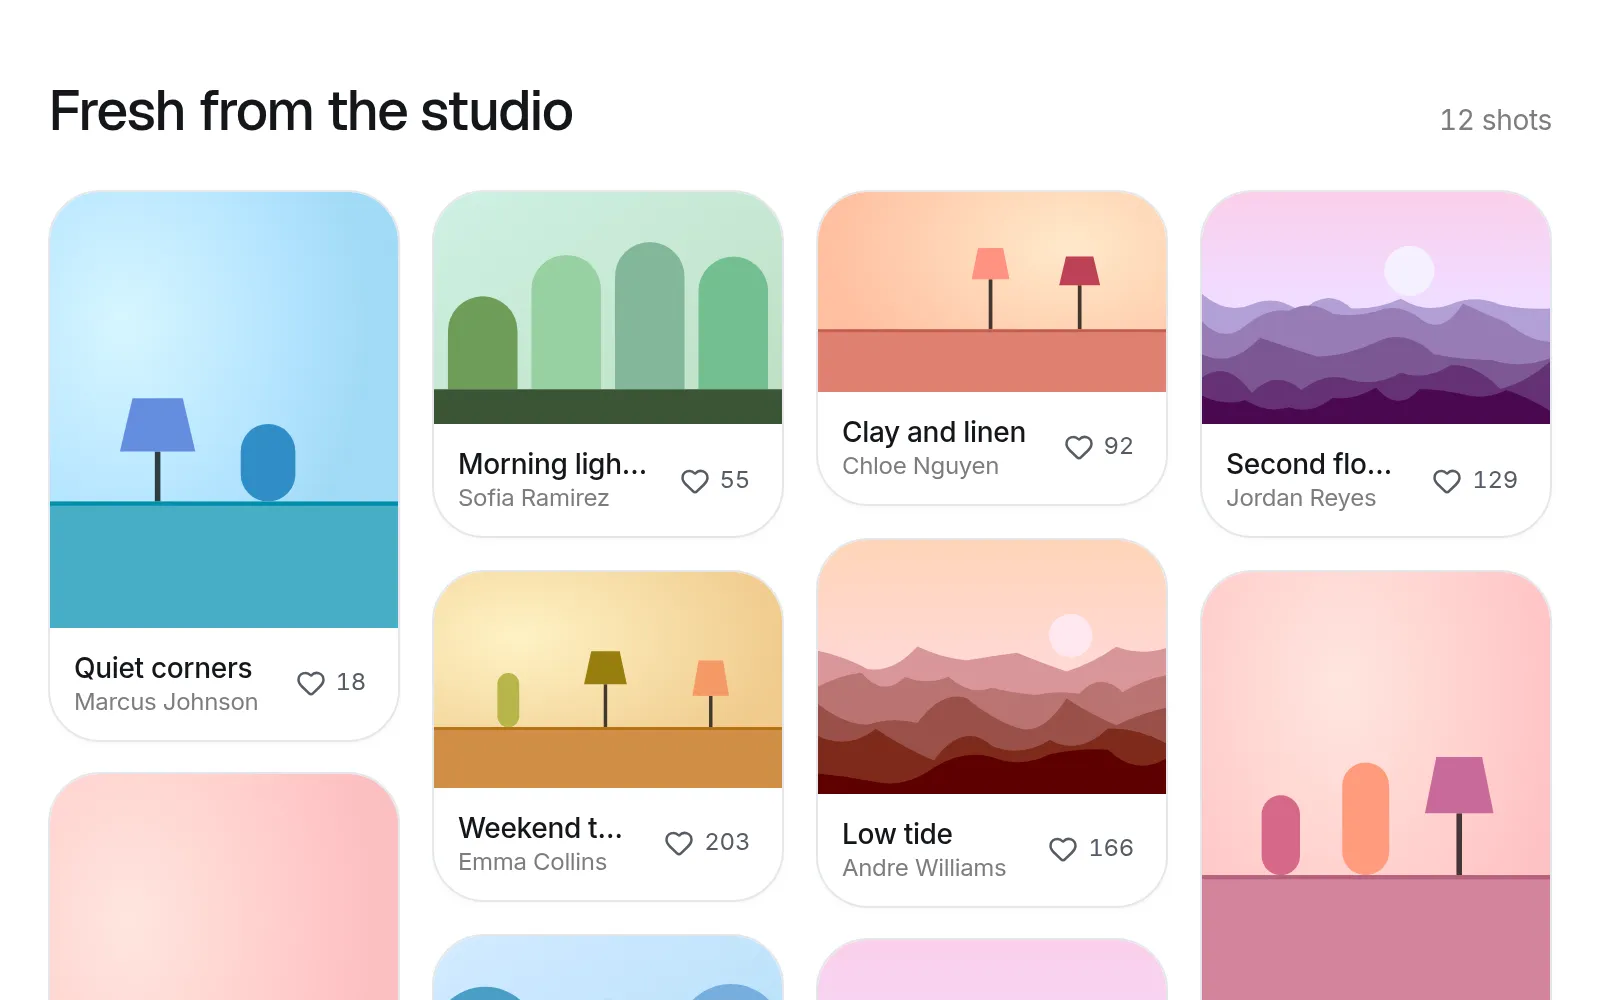 Fresh from the studio
12 shots
Quiet corners
Marcus Johnson
18
Morning ligh...
Sofia Ramirez
55
Clay and linen
Chloe Nguyen
92
Second flo...
Jordan Reyes
129
Weekend t...
Emma Collins
203
Low tide
Andre Williams
166